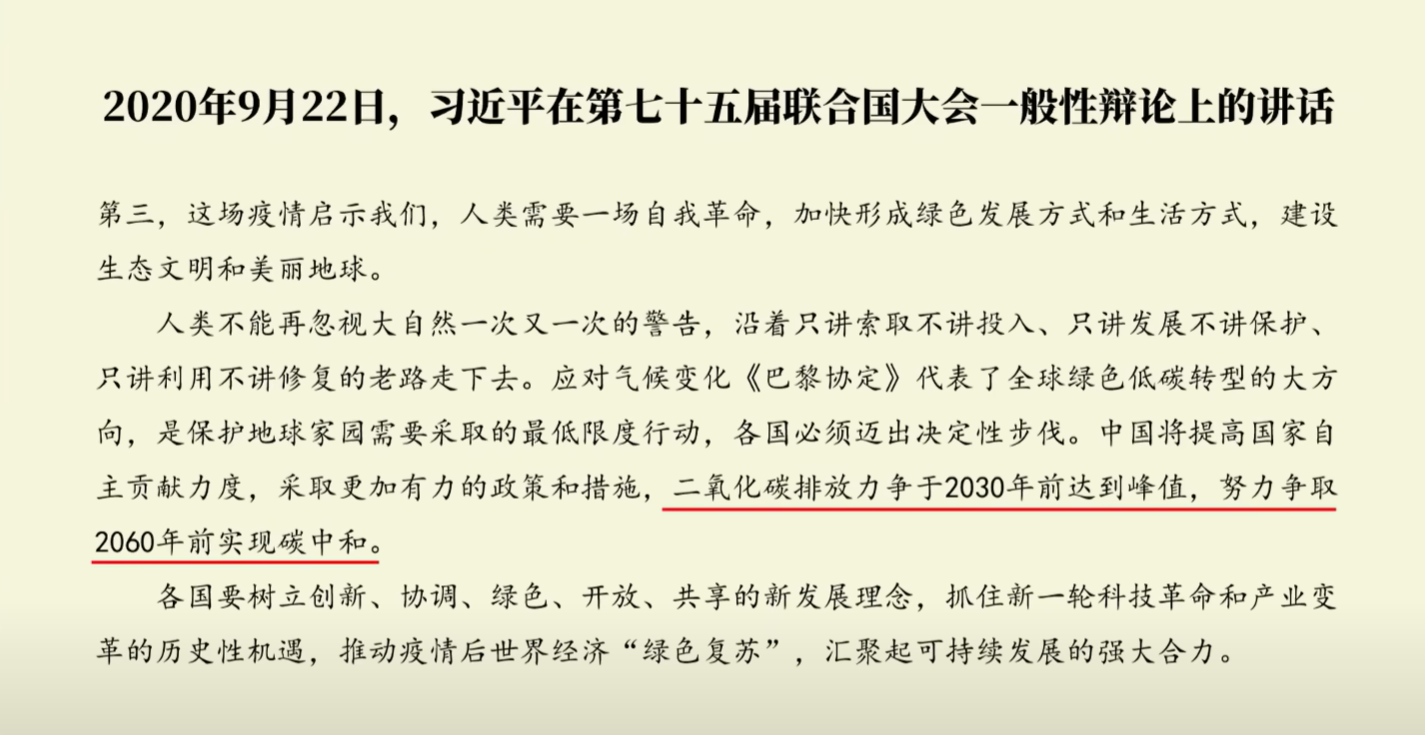 2020年9月22日，习近平在第七十五届联合国大会一般性辩论上的讲话
第三，这场疫情启示我们，人类需要一场自我革命，加快形成绿色发展方式和生活方式，建设
生态文明和美丽地球。
人类不能再忽视大自然一次又一次的警告，沿着只讲索取不讲投入、只讲发展不讲保护、
只讲利用不讲修复的老路走下去。应对气候变化《巴黎协定》代表了全球绿色低碳转型的大方
向，是保护地球家园需要采取的最低限度行动，各国必须迈出决定性步伐。中国将提高国家自
主贡献力度，采取更加有力的政策和措施，二氧化碳排放力争于2030年前达到峰值，努力争取
2060年前实现碳中和。
各国要树立创新、协调、绿色、开放、共享的新发展理念，抓住新一轮科技革命和产业变
革的历史性机遇，推动疫情后世界经济“绿色复苏”，汇聚起可持续发展的强大合力。